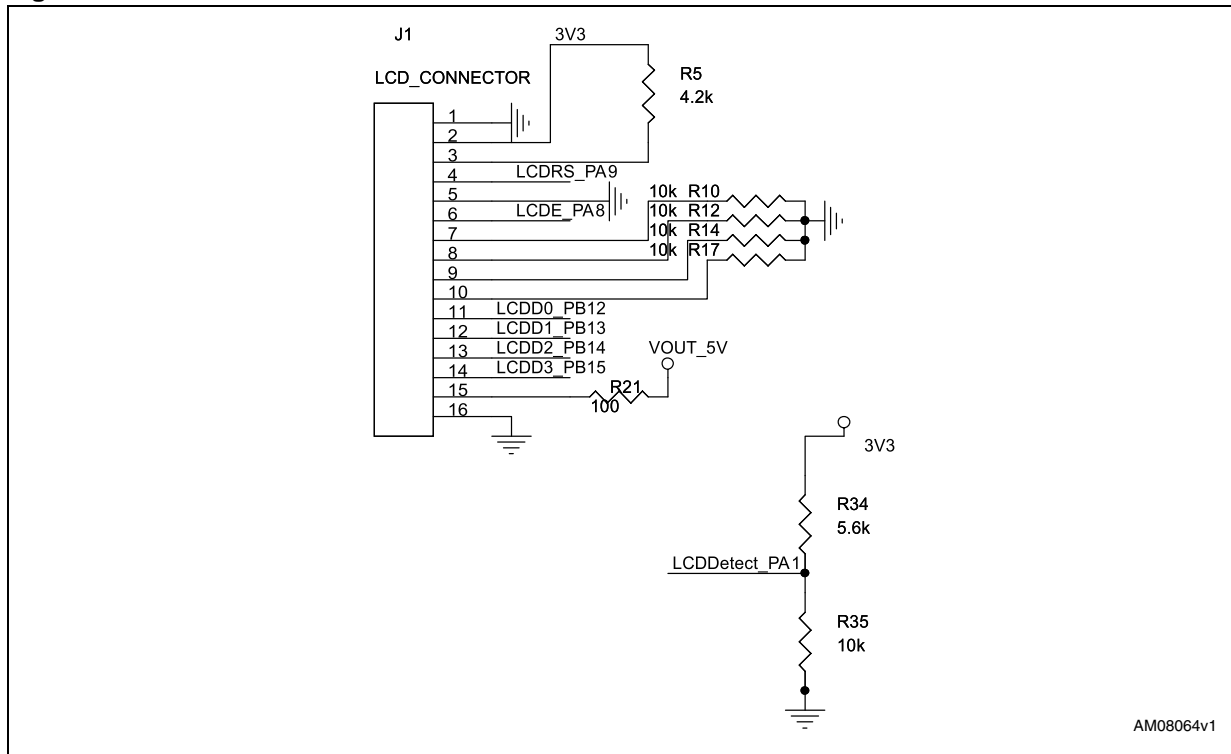 J1
3V3
LCD_CONNECTOR
R5
4.2k
1
2
3
4 LCDRS_PA9
5
6 LCDE_PA8
7
8
9
10
10k R10
10k R12
10k R14
10k R17
11 LCDD0_PB12
12 LCDD1_PB13
13 LCDD2_PB14
14 LCDD3_PB15
15
16
VOUT_5V
R21
100
3V3
R34
5.6k
LCDDetect_PA1
R35
10k
AM08064v1